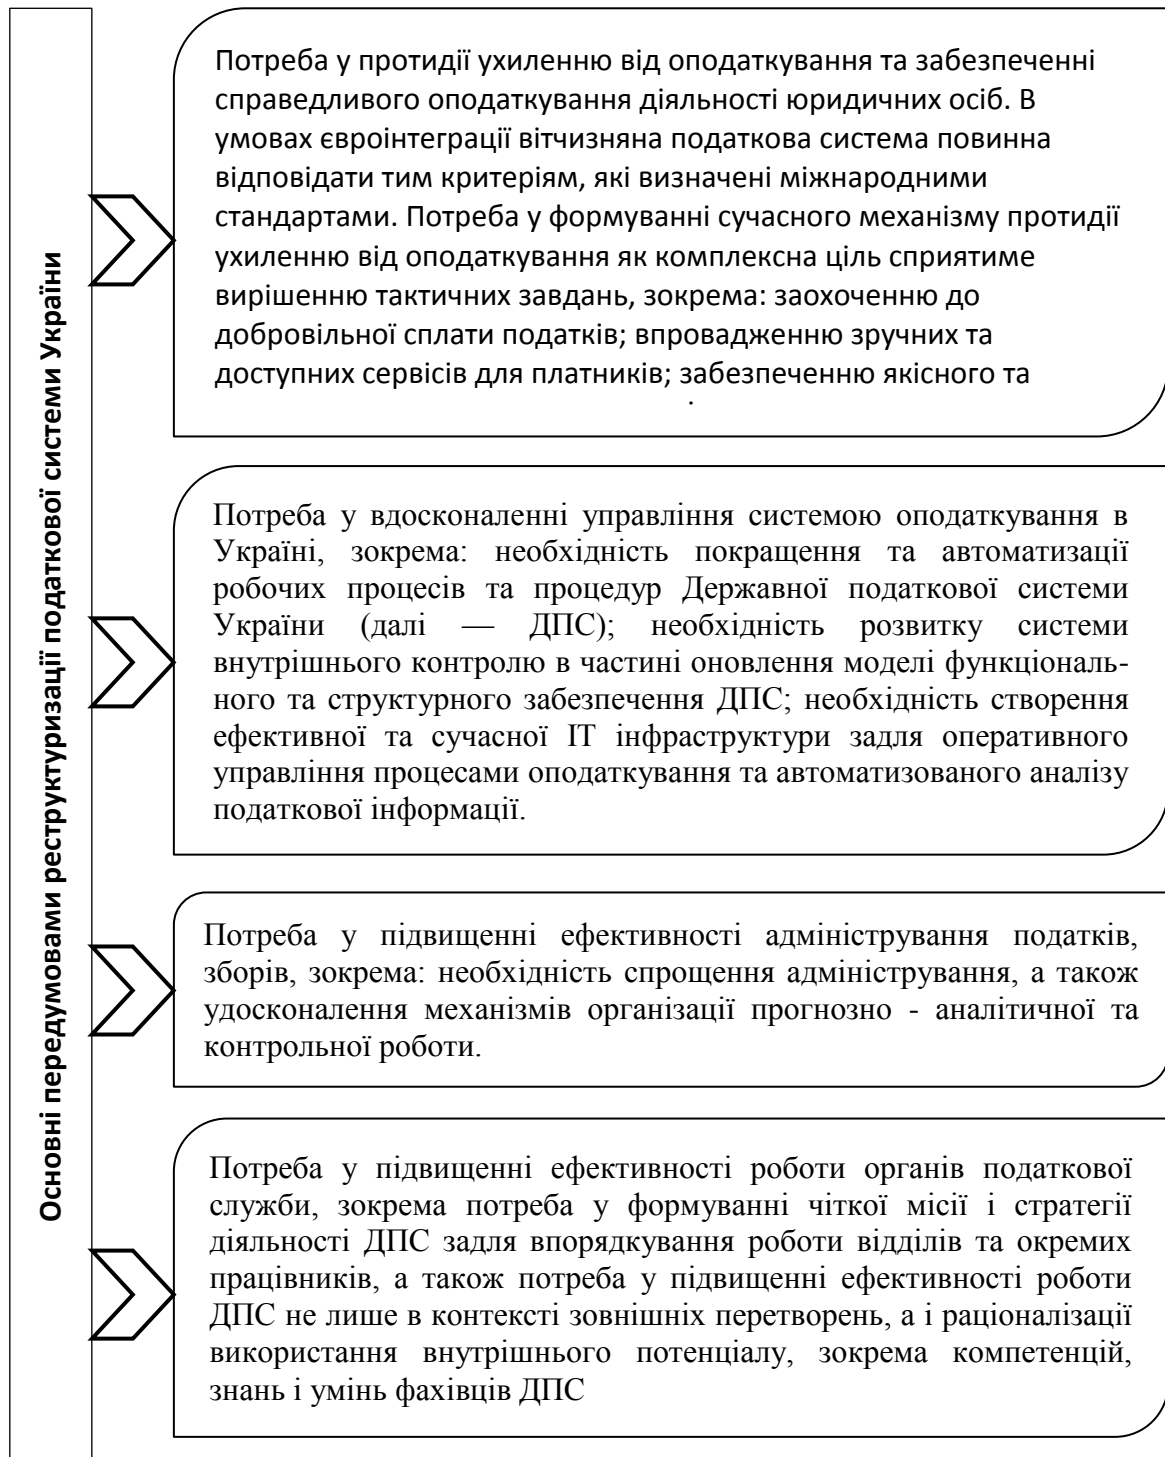 Основні передумовами реструктуризації податкової системи України
Потреба у протидії ухиленню від оподаткування та забезпеченні
справедливого оподаткування діяльності юридичних осіб. В
умовах євроінтеграції вітчизняна податкова система повинна
відповідати тим критеріям, які визначені міжнародними
стандартами. Потреба у формуванні сучасного механізму протидії
ухиленню від оподаткування як комплексна ціль сприятиме
вирішенню тактичних завдань, зокрема: заохоченню до
добровільної сплати податків; впровадженню зручних та
доступних сервісів для платників; забезпеченню якісного та
Потреба у вдосконаленні управління системою оподаткування в
Україні, зокрема: необхідність покращення та автоматизації
робочих процесів та процедур Державної податкової системи
України (далі — ДПС); необхідність розвитку системи
внутрішнього контролю в частині оновлення моделі функціональ-
ного та структурного забезпечення ДПС; необхідність створення
ефективної та сучасної ІТ інфраструктури задля оперативного
управління процесами оподаткування та автоматизованого аналізу
податкової інформації.
Потреба у підвищенні ефективності адміністрування податків,
зборів, зокрема: необхідність спрощення адміністрування, а також
удосконалення механізмів організації прогнозно - аналітичної та
контрольної роботи.
Потреба у підвищенні ефективності роботи органів податкової
служби, зокрема потреба у формуванні чіткої місії і стратегії
діяльності ДПС задля впорядкування роботи відділів та окремих
працівників, а також потреба у підвищенні ефективності роботи
ДПС не лише в контексті зовнішніх перетворень, а і раціоналізації
використання внутрішнього потенціалу, зокрема компетенцій,
знань і умінь фахівців ДПС